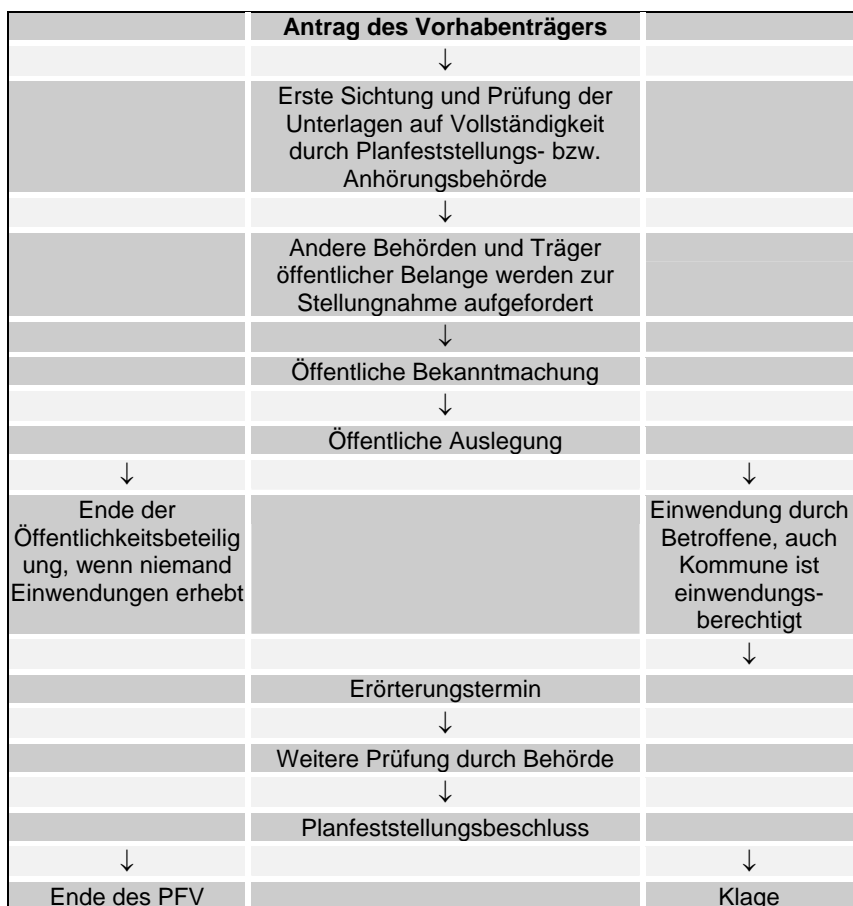 Antrag des Vorhabenträgers
↓
Erste Sichtung und Prüfung der
Unterlagen auf Vollständigkeit
durch Planfeststellungs- bzw.
Anhörungsbehörde
↓
Andere Behörden und Träger
öffentlicher Belange werden zur
Stellungnahme aufgefordert
↓
Öffentliche Bekanntmachung
↓
Öffentliche Auslegung
↓ ↓
Ende der
Öffentlichkeitsbeteilig
ung, wenn niemand
Einwendungen erhebt
Einwendung durch
Betroffene, auch
Kommune ist
einwendungs-
berechtigt
↓
Erörterungstermin
↓
Weitere Prüfung durch Behörde
↓
Planfeststellungsbeschluss
↓ ↓
Ende des PFV
Klage